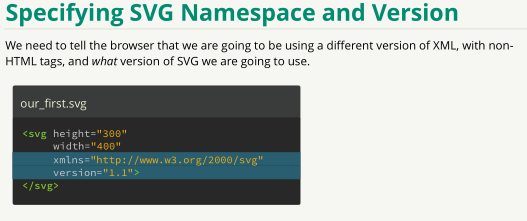 Specifying SVG Namespace and Version
We need to tell the browser that we are going to be using a different version of XML, with non-
HTML tags, and what version of SVG we are going to use.
our_first.svg
<svg height="300"
width="400"
xmlns="http://www.w3.org/2000/svg"
version="1.1">
</svg>